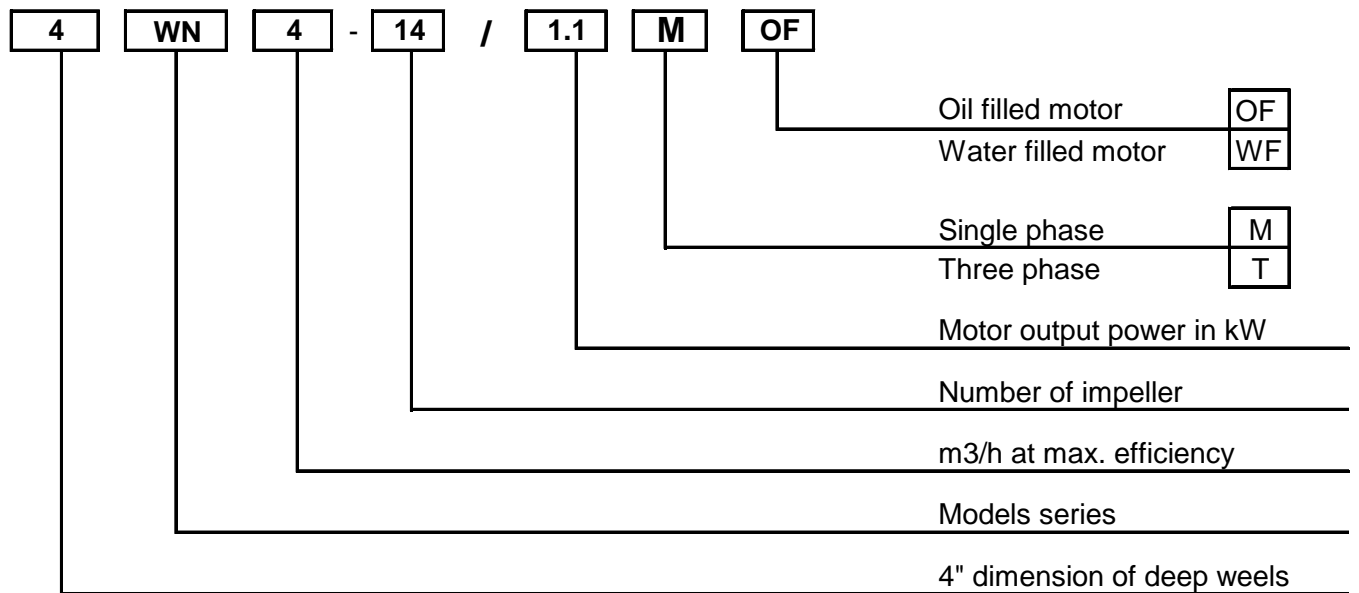 4 WN 4 - 14 / 1.1 M OF
Oil filled motor OF
Water filled motor WF
Single phase M
Three phase T
Motor output power in kW
Number of impeller
m3/h at max. efficiency
Models series
4" dimension of deep weels